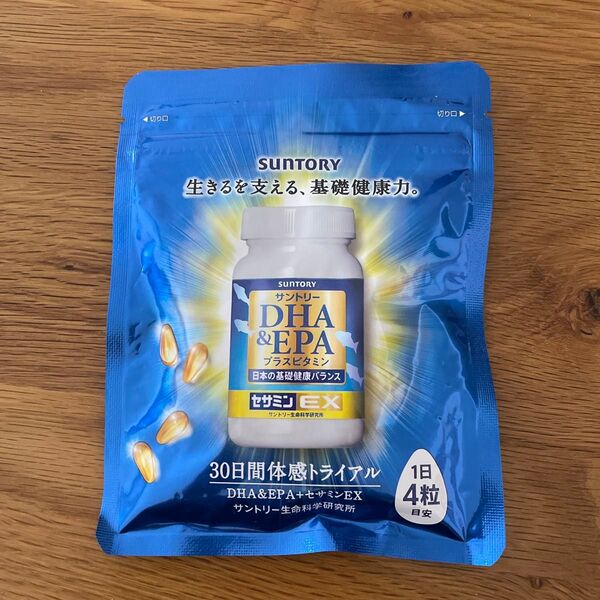 切り口
切り口
SUNTORY
生きるを支える、基礎健康力。
SUNTORY
サントリー
DHA
&EPA
プラスビタミン
日本の基礎健康バランス
セサミンEX
サントリー生命科学研究所
30日間体感トライアル
DHA&EPA+セサミンEX
サントリー生命科学研究所
1日
4粒
目安